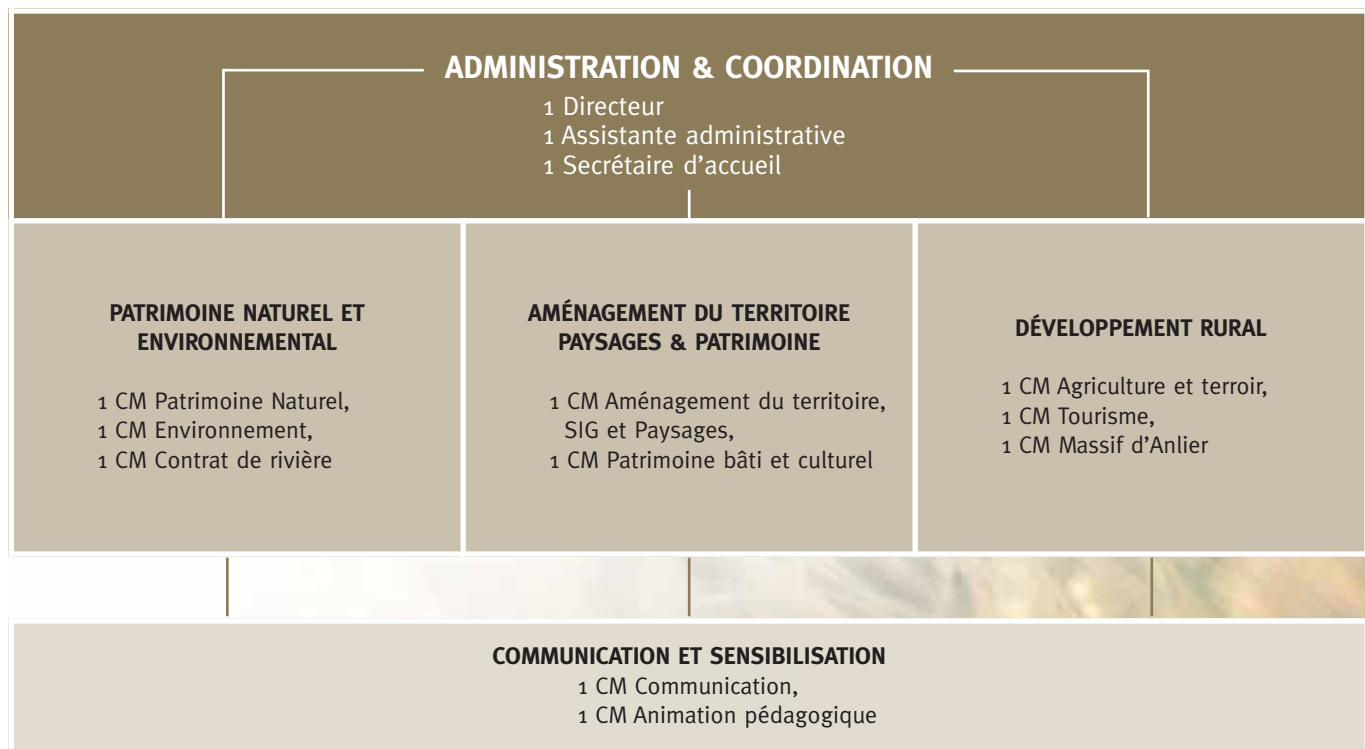 ADMINISTRATION & COORDINATION
1 Directeur
1 Assistante administrative
1 Secrétaire d'accueil
PATRIMOINE NATUREL ET
ENVIRONNEMENTAL
1 CM Patrimoine Naturel,
1 CM Environnement,
1 CM Contrat de rivière
AMÉNAGEMENT DU TERRITOIRE
PAYSAGES & PATRIMOINE
1 CM Aménagement du territoire,
SIG et Paysages,
1 CM Patrimoine bâti et culturel
DÉVELOPPEMENT RURAL
1 CM Agriculture et terroir,
1 CM Tourisme,
1 CM Massif d'Anlier
COMMUNICATION ET SENSIBILISATION
1 CM Communication,
1 CM Animation pédagogique